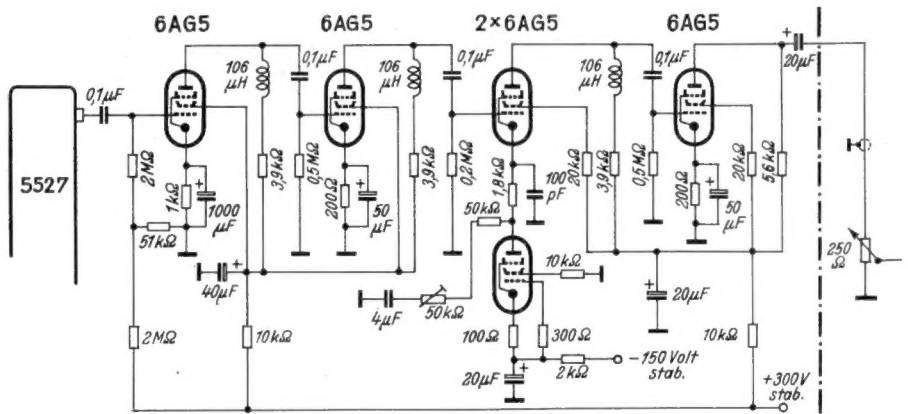 6AG5
6AG5
2×6AG5
6AG5
5527
0,1µF
2MΩ
51kΩ
1kΩ
+
1000
µF
2MΩ
40µF
+
10kΩ
106
µH
3,9kΩ
0,1µF
0,5MΩ
200Ω
+
50
µF
106
µH
3,9kΩ
0,1µF
0,2MΩ
1,8kΩ
100
pF
50kΩ
4µF
50kΩ
10kΩ
100Ω
300Ω
20µF
+
2kΩ
-150 Volt
stab.
20kΩ
106
µH
3,9kΩ
0,1µF
0,5MΩ
200Ω
+
50
µF
20kΩ
5,6kΩ
20µF
10kΩ
+
20µF
250
Ω
+300V
stab.